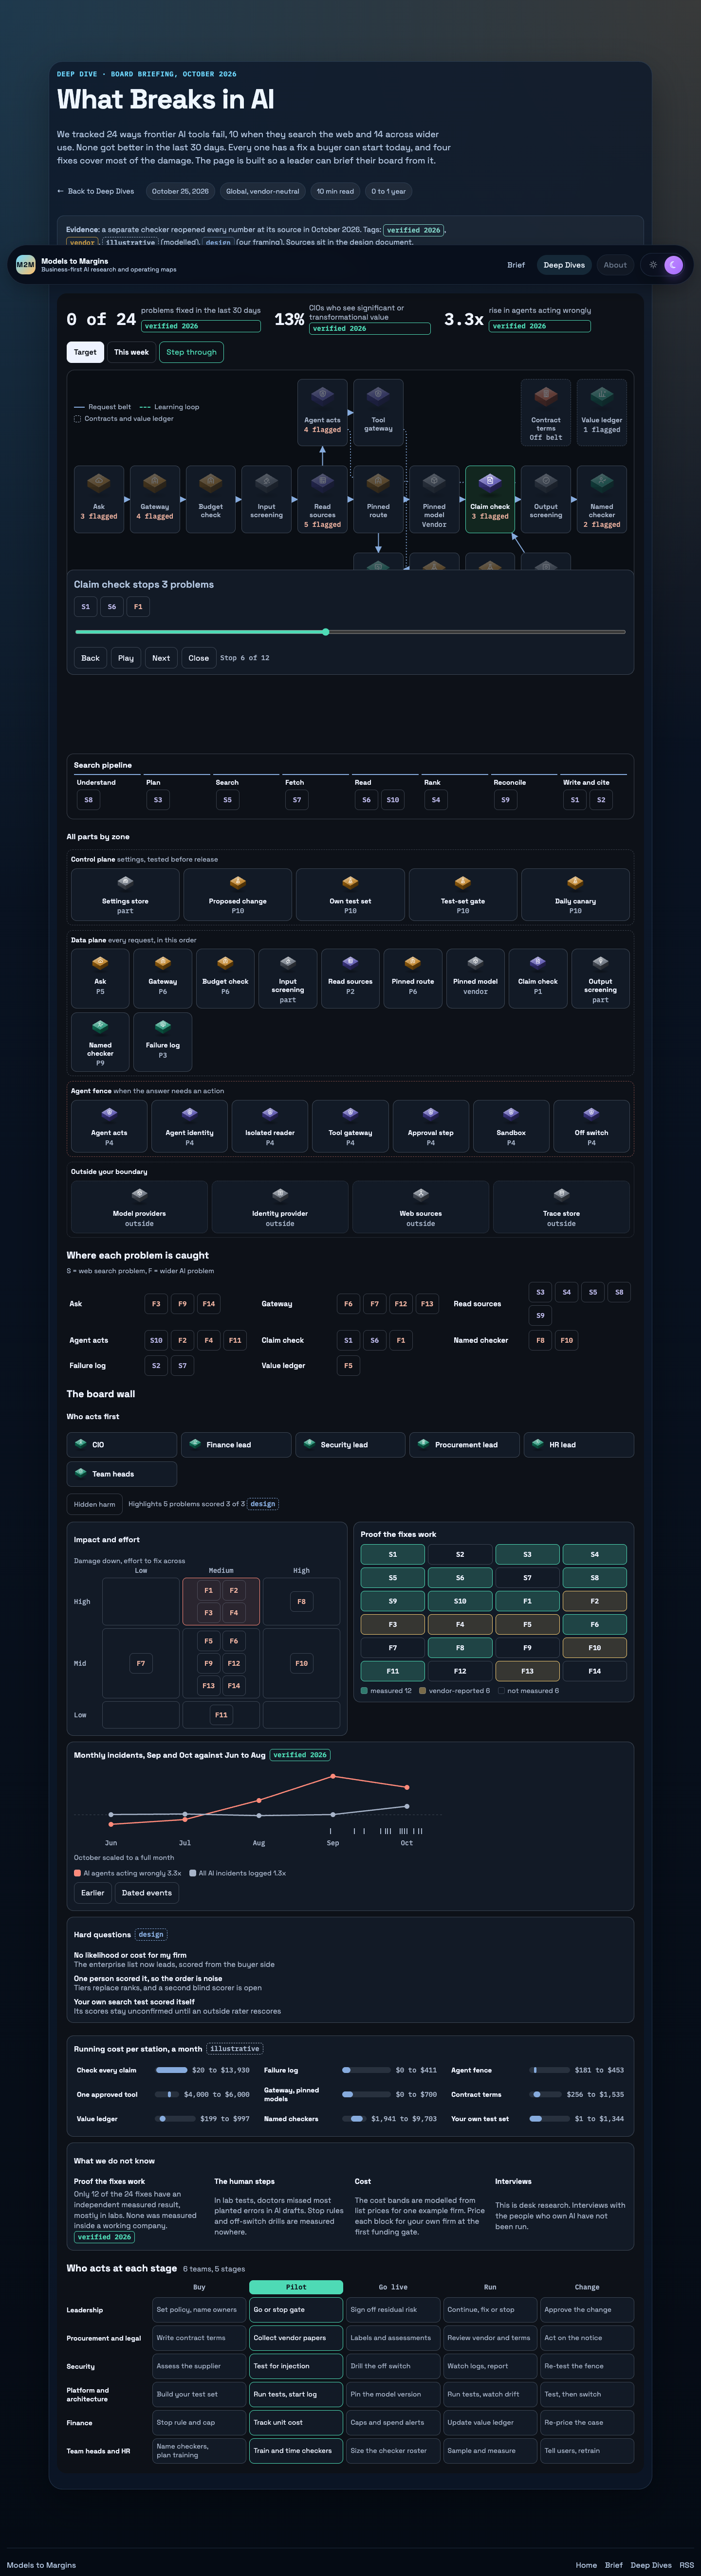 DEEP DIVE · BOARD BRIEFING, OCTOBER 2026
What Breaks in AI
We tracked 24 ways frontier AI tools fail, 10 when they search the web and 14 across wider
use. None got better in the last 30 days. Every one has a fix a buyer can start today, and four
fixes cover most of the damage. The page is built so a leader can brief their board from it.
← Back to Deep Dives October 25, 2026 Global, vendor-neutral 10 min read 0 to 1 year
Evidence: a separate checker reopened every number at its source in October 2026. Tags: verified 2026,
vendor, illustrative (modelled), design (our framing). Sources sit in the design document.
M2M Models to Margins
Business-first AI research and operating maps
Brief Deep Dives About
0 of 24 problems fixed in the last 30 days
verified 2026
13% CIOs who see significant or
transformational value
verified 2026
3.3x rise in agents acting wrongly
verified 2026
Target This week Step through
Request belt Learning loop
Contracts and value ledger
Agent acts
4 flagged
Tool
gateway
Contract
terms
Off belt
Value ledger
1 flagged
Ask
3 flagged
Gateway
4 flagged
Budget
check
Input
screening
Read
sources
5 flagged
Pinned
route
Pinned
model
Vendor
Claim check
3 flagged
Output
screening
Named
checker
2 flagged
Claim check stops 3 problems
S1 S6 F1
Back Play Next Close Stop 6 of 12
Search pipeline
Understand Plan Search Fetch Read Rank Reconcile Write and cite
S8 S3 S5 S7 S6 S10 S4 S9 S1 S2
All parts by zone
Control plane settings, tested before release
Settings store
part
Proposed change
P10
Own test set
P10
Test-set gate
P10
Daily canary
P10
Data plane every request, in this order
Ask
P5
Gateway
P6
Budget check
P6
Input
screening
part
Read sources
P2
Pinned route
P6
Pinned model
vendor
Claim check
P1
Output
screening
part
Named
checker
P9
Failure log
P3
Agent fence when the answer needs an action
Agent acts
P4
Agent identity
P4
Isolated reader
P4
Tool gateway
P4
Approval step
P4
Sandbox
P4
Off switch
P4
Outside your boundary
Model providers
outside
Identity provider
outside
Web sources
outside
Trace store
outside
Where each problem is caught
S = web search problem, F = wider AI problem
Ask F3 F9 F14
Gateway F6 F7 F12 F13
Read sources S3 S4 S5 S8
S9
Agent acts S10 F2 F4 F11
Claim check S1 S6 F1
Named checker F8 F10
Failure log S2 S7
Value ledger F5
The board wall
Who acts first
CIO Finance lead Security lead Procurement lead HR lead
Team heads
Hidden harm Highlights 5 problems scored 3 of 3 design
Impact and effort
Damage down, effort to fix across
Low Medium High
High F1 F2 F8
F3 F4
F5 F6
Mid F7 F9 F12 F10
F13 F14
Low F11
Proof the fixes work
S1 S2 S3 S4
S5 S6 S7 S8
S9 S10 F1 F2
F3 F4 F5 F6
F7 F8 F9 F10
F11 F12 F13 F14
measured 12 vendor-reported 6 not measured 6
Monthly incidents, Sep and Oct against Jun to Aug verified 2026
Jun Jul Aug Sep Oct
October scaled to a full month
AI agents acting wrongly 3.3x All AI incidents logged 1.3x
Earlier Dated events
Hard questions design
No likelihood or cost for my firm
The enterprise list now leads, scored from the buyer side
One person scored it, so the order is noise
Tiers replace ranks, and a second blind scorer is open
Your own search test scored itself
Its scores stay unconfirmed until an outside rater rescores
Running cost per station, a month illustrative
Check every claim $20 to $13,930
Failure log $0 to $411
Agent fence $181 to $453
One approved tool $4,000 to $6,000
Gateway, pinned
models $0 to $700
Contract terms $256 to $1,535
Value ledger $199 to $997
Named checkers $1,941 to $9,703
Your own test set $1 to $1,344
What we do not know
Proof the fixes work
Only 12 of the 24 fixes have an
independent measured result,
mostly in labs. None was measured
inside a working company.
verified 2026
The human steps
In lab tests, doctors missed most
planted errors in AI drafts. Stop rules
and off-switch drills are measured
nowhere.
Cost
The cost bands are modelled from
list prices for one example firm. Price
each block for your own firm at the
first funding gate.
Interviews
This is desk research. Interviews with
the people who own AI have not
been run.
Who acts at each stage 6 teams, 5 stages
Buy Pilot Go live Run Change
Leadership Set policy, name owners Go or stop gate Sign off residual risk Continue, fix or stop Approve the change
Procurement and legal Write contract terms Collect vendor papers Labels and assessments Review vendor and terms Act on the notice
Security Assess the supplier Test for injection Drill the off switch Watch logs, report Re-test the fence
Platform and
architecture Build your test set Run tests, start log Pin the model version Run tests, watch drift Test, then switch
Finance Stop rule and cap Track unit cost Caps and spend alerts Update value ledger Re-price the case
Team heads and HR Name checkers,
plan training Train and time checkers Size the checker roster Sample and measure Tell users, retrain
Models to Margins Home Brief Deep Dives RSS